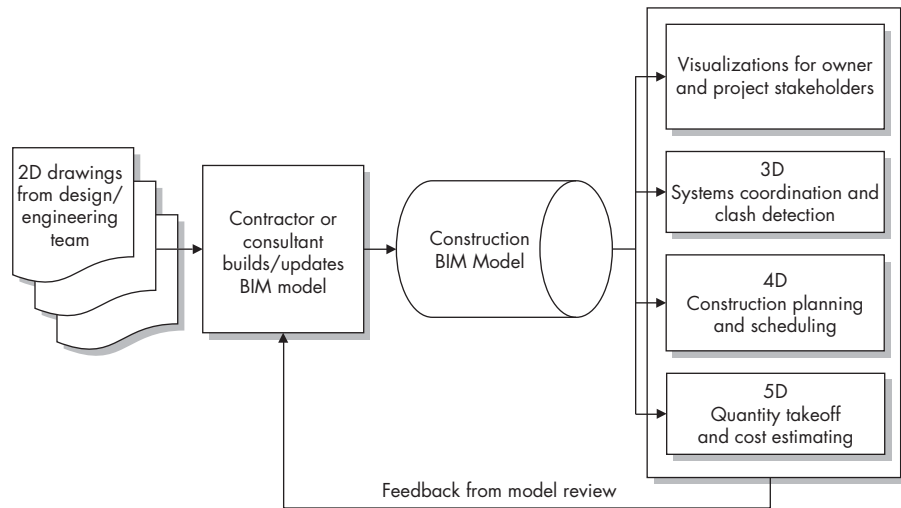 2D drawings
from design/
engineering
team
Contractor or
consultant
builds/updates
BIM model
Construction
BIM Model
Visualizations for owner
and project stakeholders
3D
Systems coordination and
clash detection
4D
Construction planning
and scheduling
5D
Quantity takeoff
and cost estimating
Feedback from model review